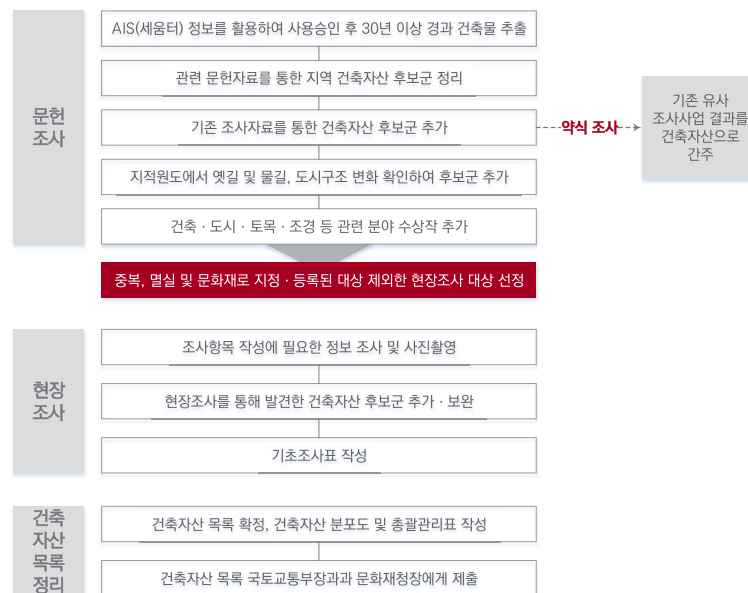 문헌
조사
AIS(세움터) 정보를 활용하여 사용승인 후 30년 이상 경과 건축물 추출
관련 문헌자료를 통한 지역 건축자산 후보군 정리
기존 조사자료를 통한 건축자산 후보군 추가
약식 조사
기존 유사
조사사업 결과를
건축자산으로
간주
지적원도에서 옛길 및 물길, 도시구조 변화 확인하여 후보군 추가
건축 · 도시 · 토목 · 조경 등 관련 분야 수상작 추가
중복, 멸실 및 문화재로 지정 · 등록된 대상 제외한 현장조사 대상 선정
현장
조사
조사항목 작성에 필요한 정보 조사 및 사진촬영
현장조사를 통해 발견한 건축자산 후보군 추가 · 보완
기초조사표 작성
건축
자산
목록
정리
건축자산 목록 확정, 건축자산 분포도 및 총괄관리표 작성
건축자산 목록 국토교통부장과과 문화재청장에게 제출